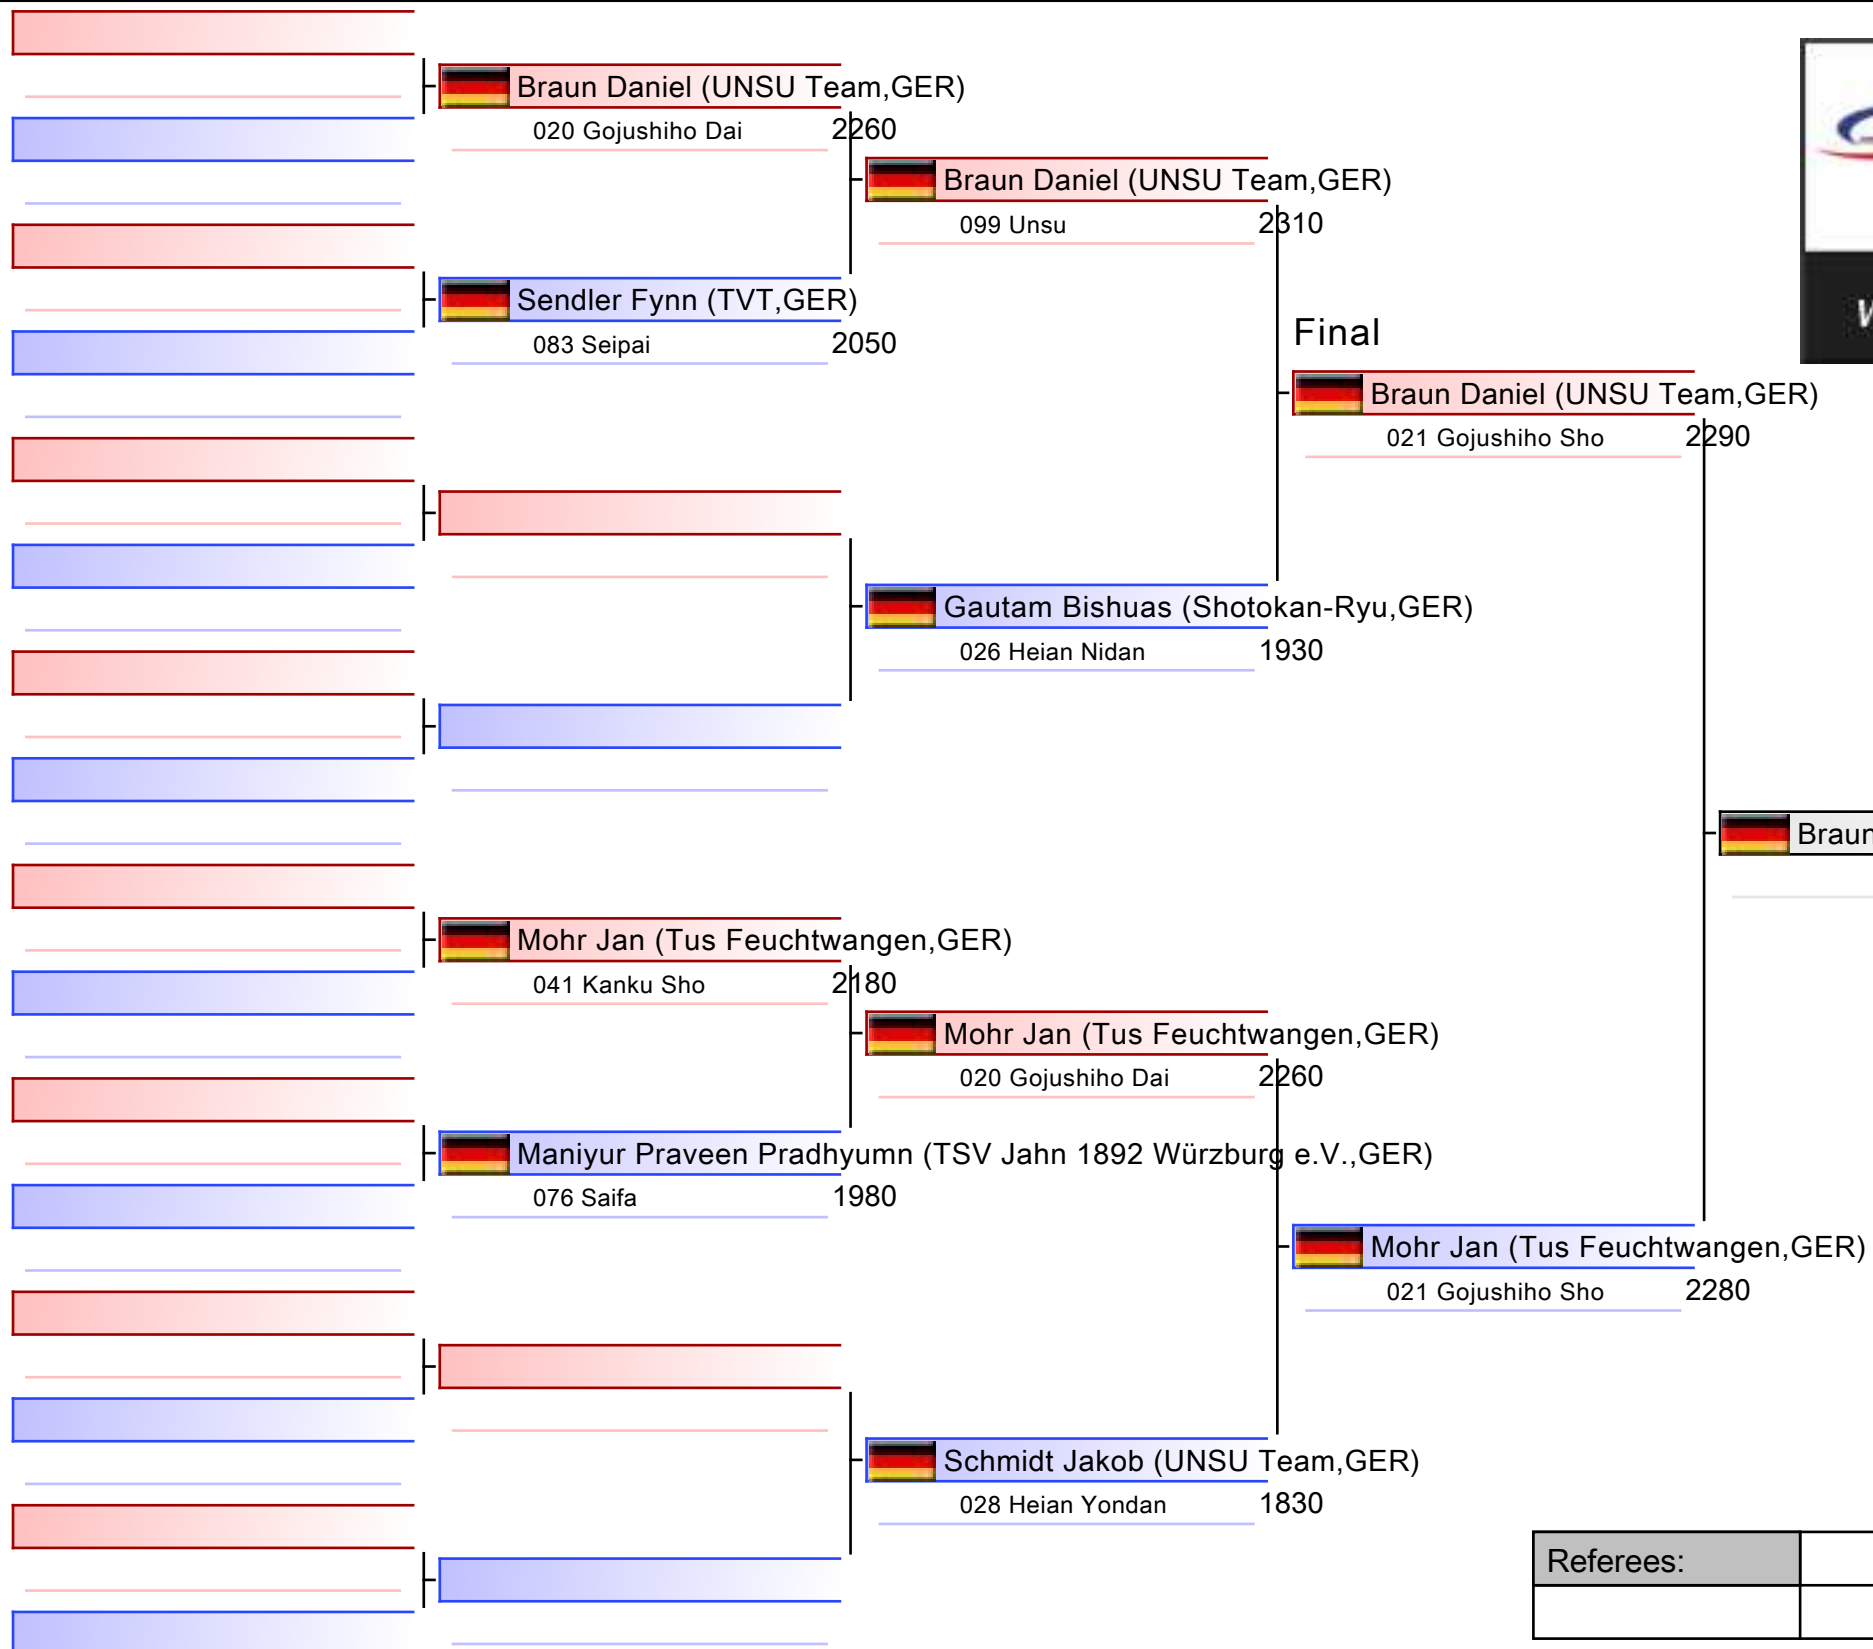 Braun Daniel (UNSU Team,GER)
020 Gojushiho Dai 2260
Braun Daniel (UNSU Team,GER)
099 Unsu 2310
Sendler Fynn (TVT,GER)
083 Seipai 2050
Final
Braun Daniel (UNSU Team,GER)
021 Gojushiho Sho 2290
Gautam Bishuas (Shotokan-Ryu,GER)
026 Heian Nidan 1930
Braun
Mohr Jan (Tus Feuchtwangen,GER)
041 Kanku Sho 2180
Mohr Jan (Tus Feuchtwangen,GER)
020 Gojushiho Dai 2260
Maniyur Praveen Pradhyumn (TSV Jahn 1892 Würzburg e.V.,GER)
076 Saifa 1980
Mohr Jan (Tus Feuchtwangen,GER)
021 Gojushiho Sho 2280
Schmidt Jakob (UNSU Team,GER)
028 Heian Yondan 1830
Referees: